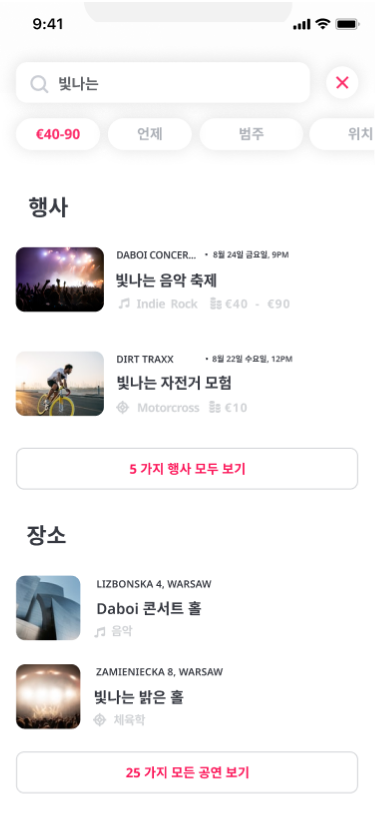 9:41
빛나는
€40-90
언제
범주
위치
행사
DABOI CONCER... • 8월 24일 금요일, 9PM
빛나는 음악 축제
Indie Rock €40 - €90
DIRT TRAXX • 8월 22일 수요일, 12PM
빛나는 자전거 모험
Motorcross €10
5 가지 행사 모두 보기
장소
LIZBONSKA 4, WARSAW
Daboi 콘서트 홀
음악
ZAMIENIECKA 8, WARSAW
빛나는 밝은 홀
체육학
25 가지 모든 공연 보기